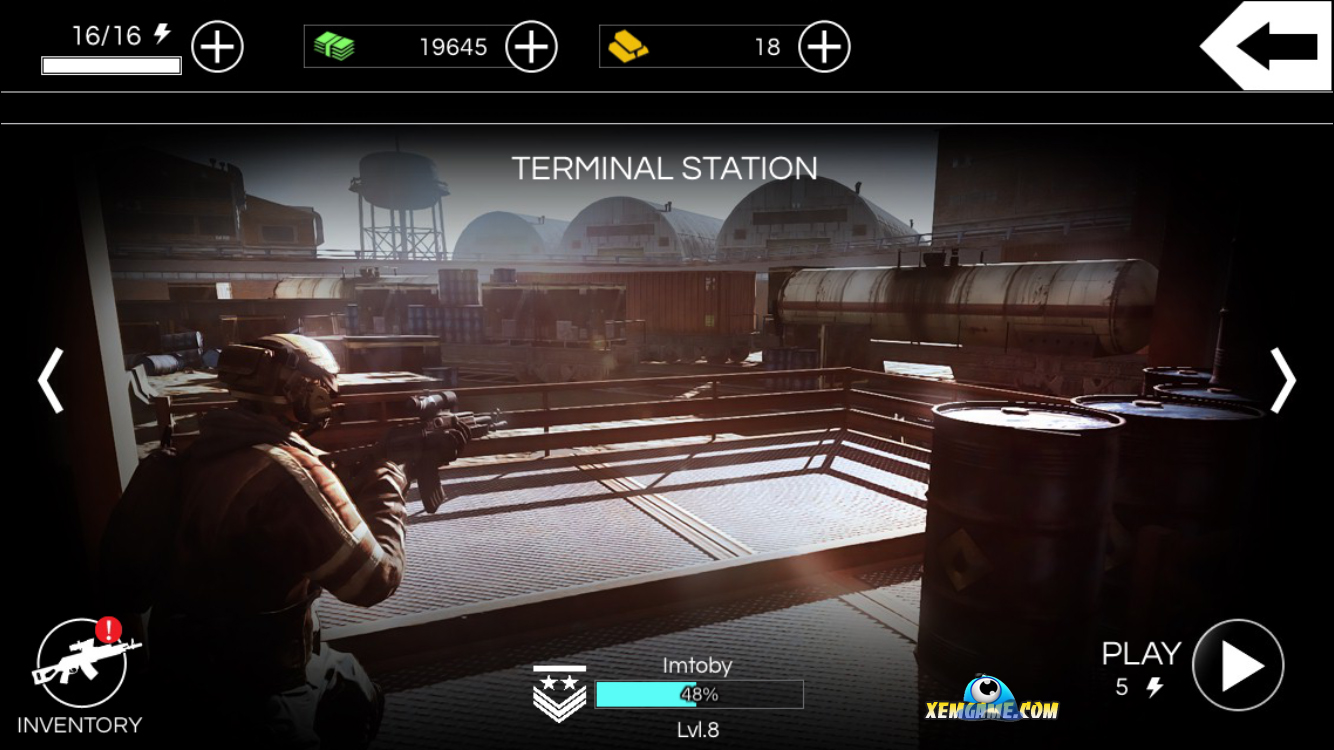 16/16
19645
18
TERMINAL STATION
Imtoby
48%
Lvl.8
INVENTORY
!
PLAY
5
XEMGAME.COM